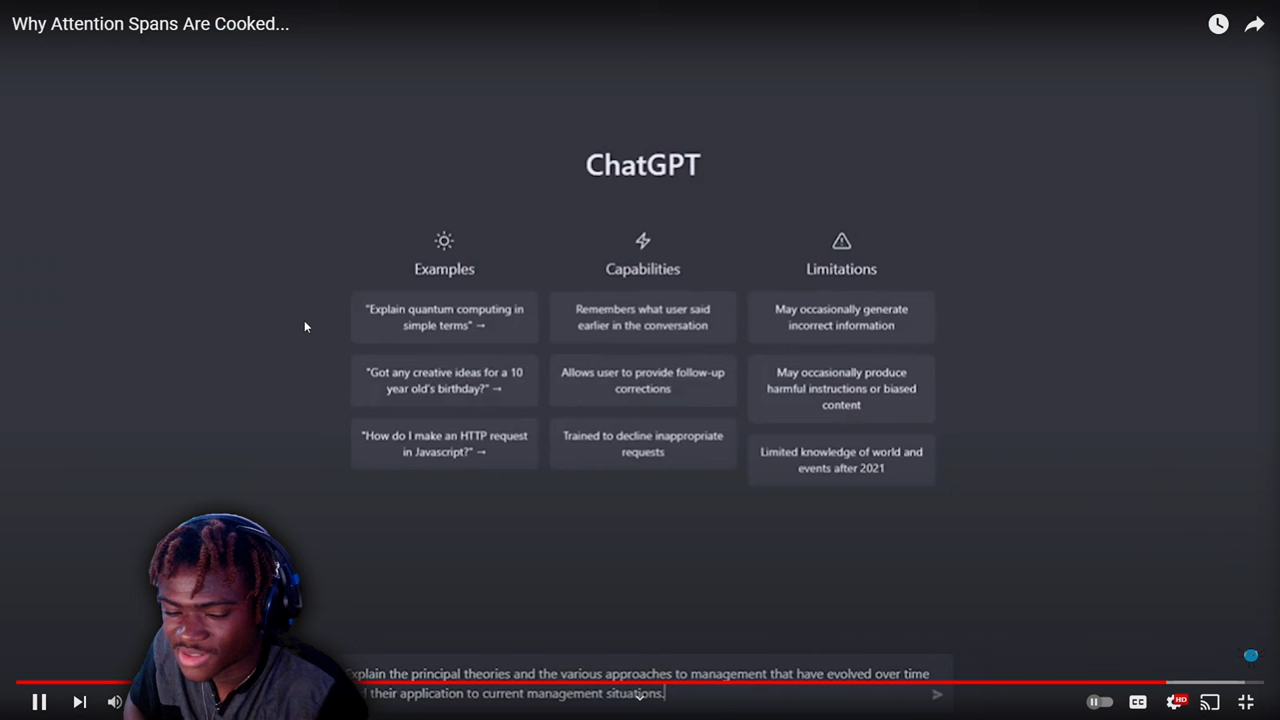 Why Attention Spans Are Cooked...
ChatGPT
Examples
Capabilities
Limitations
"Explain quantum computing in
simple terms" →
Remembers what user said
earlier in the conversation
May occasionally generate
incorrect information
"Got any creative ideas for a 10
year old's birthday?" →
Allows user to provide follow-up
corrections
May occasionally produce
harmful instructions or biased
content
"How do I make an HTTP request
in Javascript?" →
Trained to decline inappropriate
requests
Limited knowledge of world and
events after 2021
Explain the principal theories and the various approaches to management that have evolved over time
their application to current management situations.
CC
HD